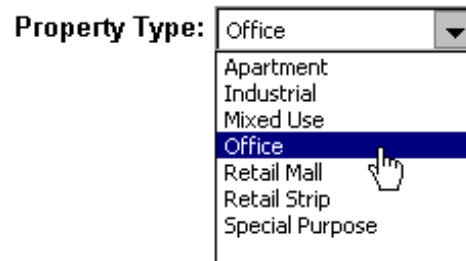 Property Type: Office
Apartment
Industrial
Mixed Use
Office
Retail Mall
Retail Strip
Special Purpose